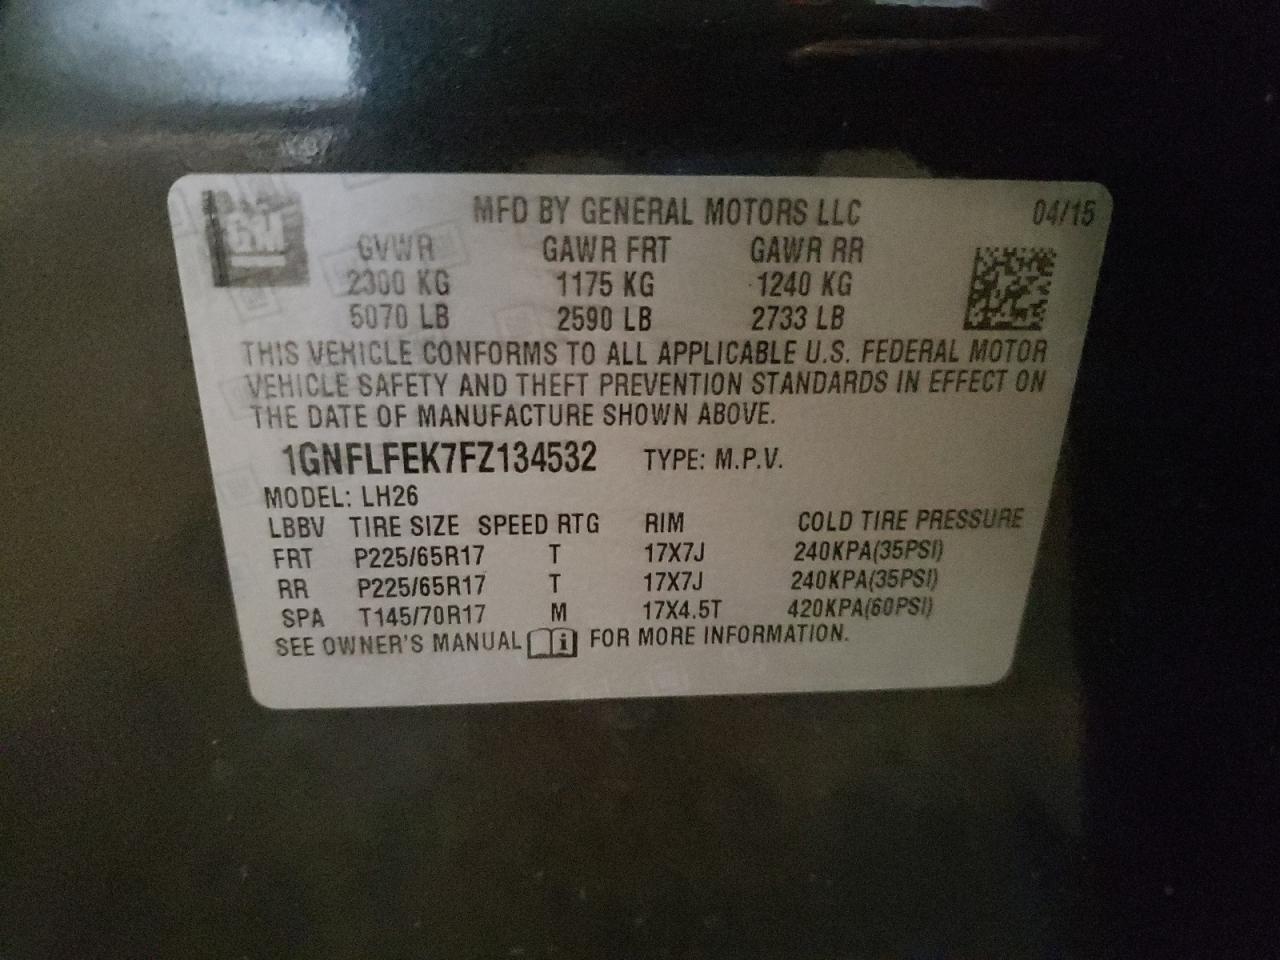 GM
MFD BY GENERAL MOTORS LLC 04/15
GVWR GAWR FRT GAWR RR
2300 KG 1175 KG 1240 KG
5070 LB 2590 LB 2733 LB
THIS VEHICLE CONFORMS TO ALL APPLICABLE U.S. FEDERAL MOTOR
VEHICLE SAFETY AND THEFT PREVENTION STANDARDS IN EFFECT ON
THE DATE OF MANUFACTURE SHOWN ABOVE.
1GNFLFEK7FZ134532 TYPE: M.P.V.
MODEL: LH26
LBBV TIRE SIZE SPEED RTG RIM COLD TIRE PRESSURE
FRT P225/65R17 T 17X7J 240KPA(35PSI)
RR P225/65R17 T 17X7J 240KPA(35PSI)
SPA T145/70R17 M 17X4.5T 420KPA(60PSI)
SEE OWNER'S MANUAL i FOR MORE INFORMATION.